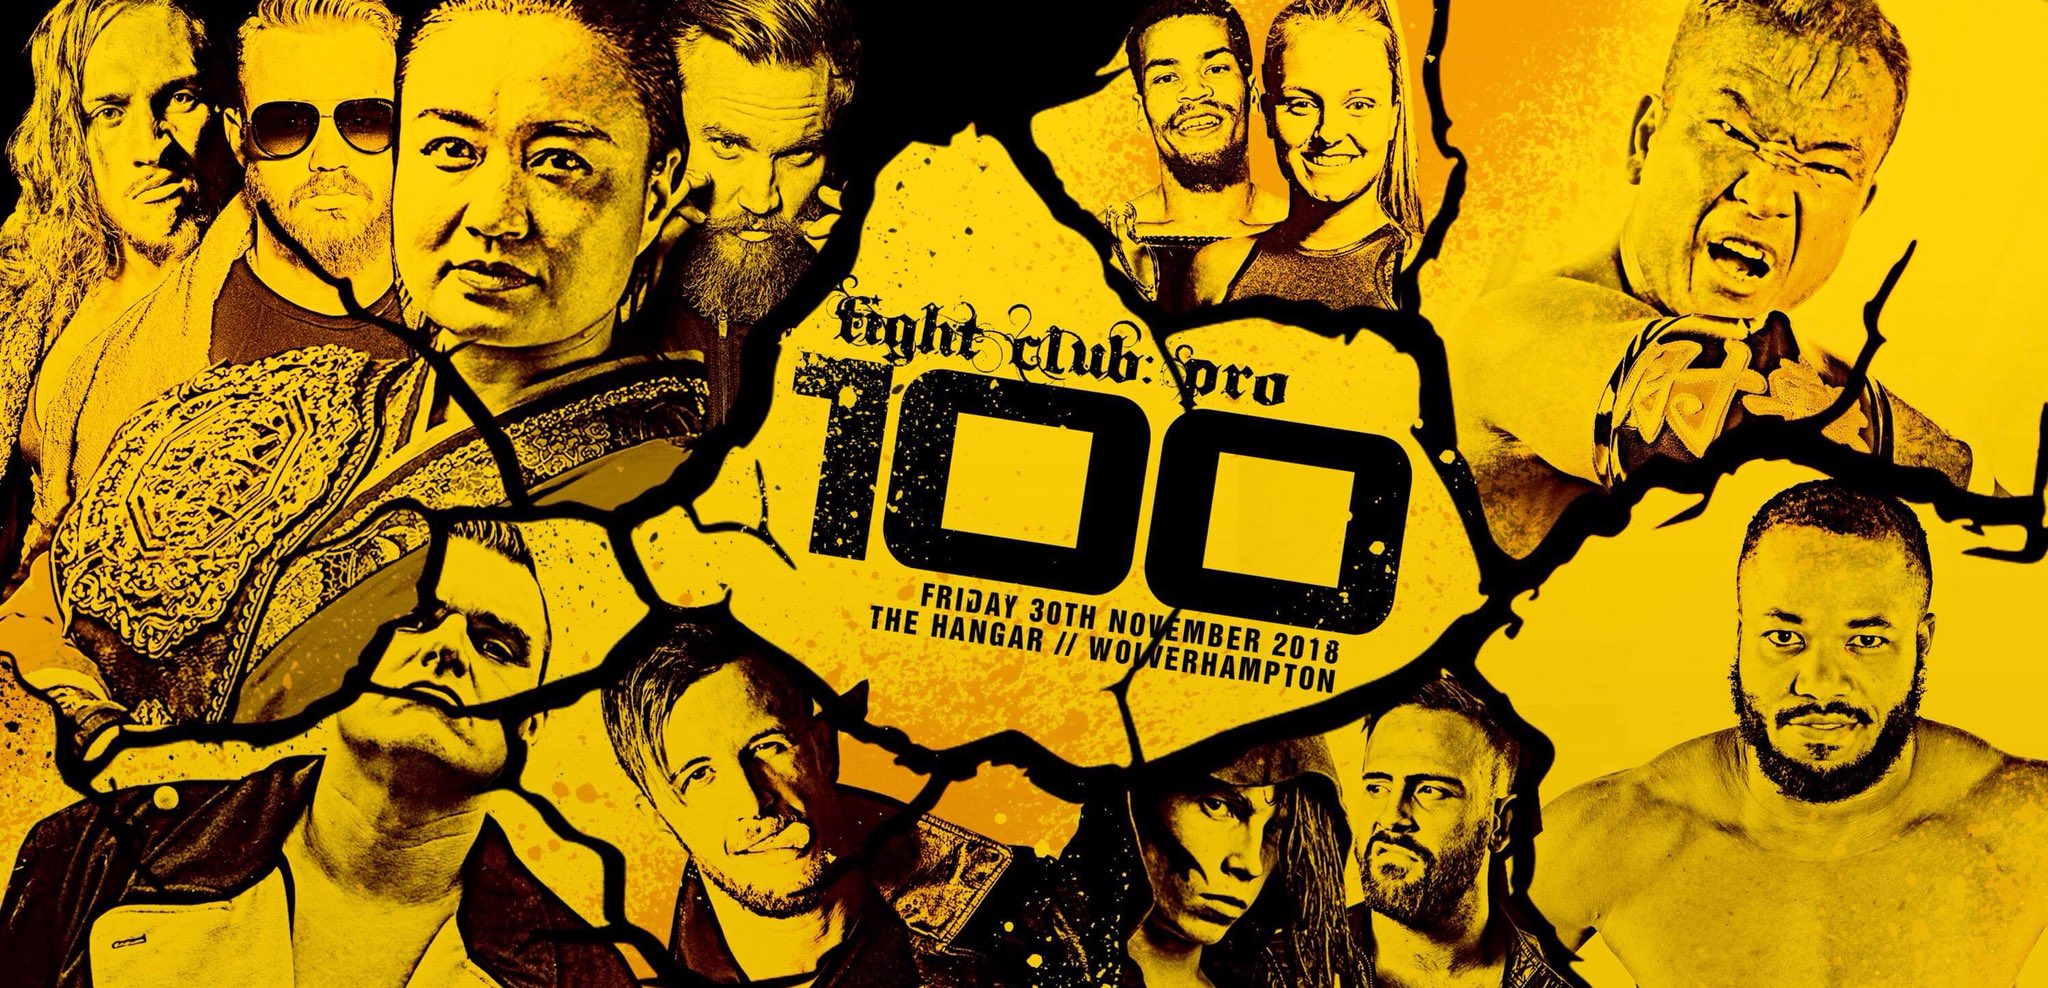 fight club: pro
100
FRIDAY 30TH NOVEMBER 2018
THE HANGAR // WOLVERHAMPTON